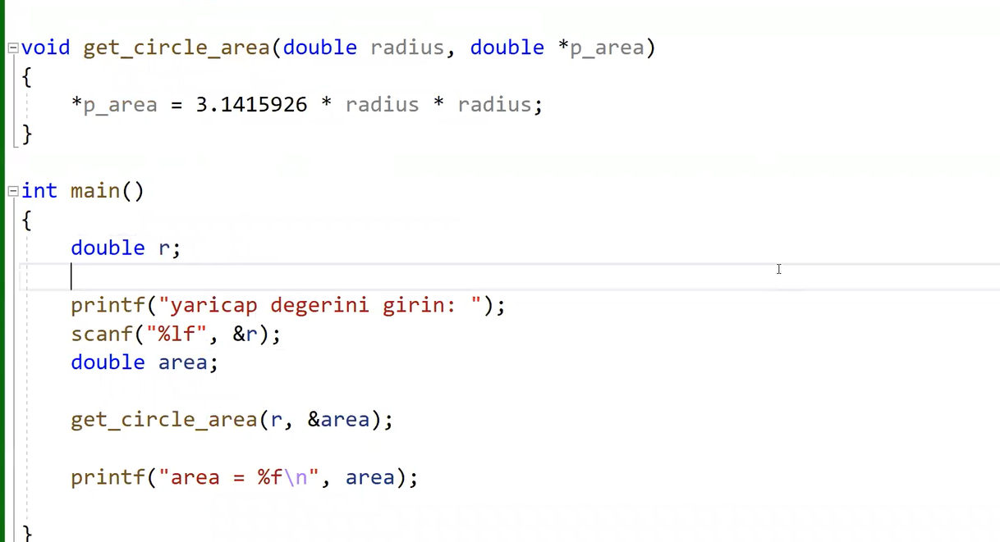 void get_circle_area(double radius, double *p_area)
{
    *p_area = 3.1415926 * radius * radius;
}
int main()
{
    double r;
    printf("yaricap degerini girin: ");
    scanf("%lf", &r);
    double area;
    get_circle_area(r, &area);
    printf("area = %f\n", area);
}